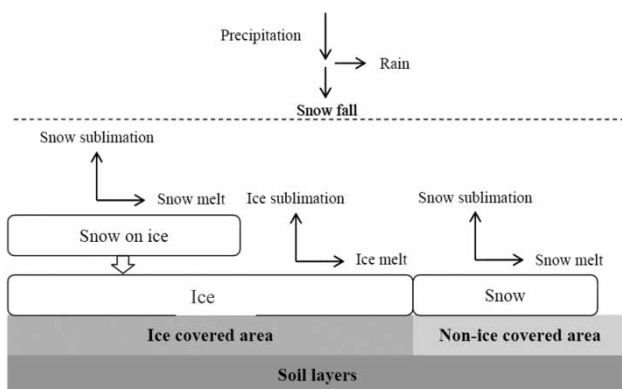 Precipitation
Rain
Snow fall
Snow sublimation
Snow melt
Ice sublimation
Snow sublimation
Snow on ice
Ice melt
Snow melt
Ice
Snow
Ice covered area
Non-ice covered area
Soil layers